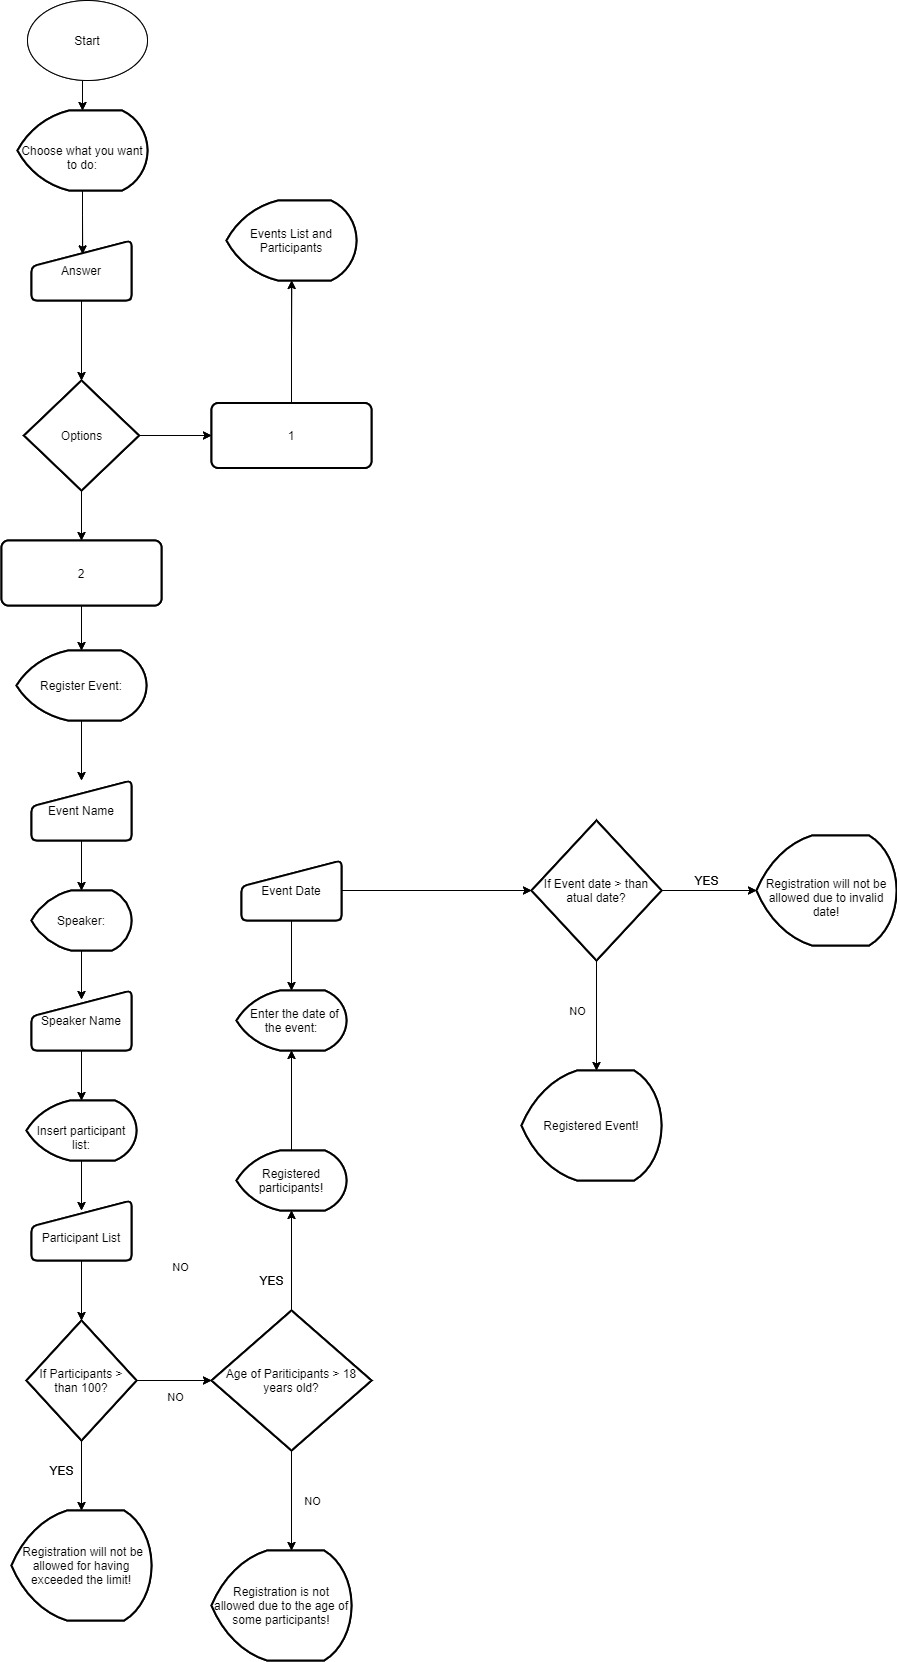 Start
Choose what you want
to do:
Answer
Events List and
Participants
Options
1
2
Register Event:
Event Name
Speaker:
Speaker Name
Insert participant
list:
Participant List
NO
If Participants >
than 100?
NO
YES
Registration will not be
allowed for having
exceeded the limit!
Age of Pariticipants > 18
years old?
NO
Registration is not
allowed due to the age of
some participants!
YES
Registered
participants!
Enter the date of
the event:
Event Date
If Event date > than
atual date?
YES
Registration will not be
allowed due to invalid
date!
NO
Registered Event!